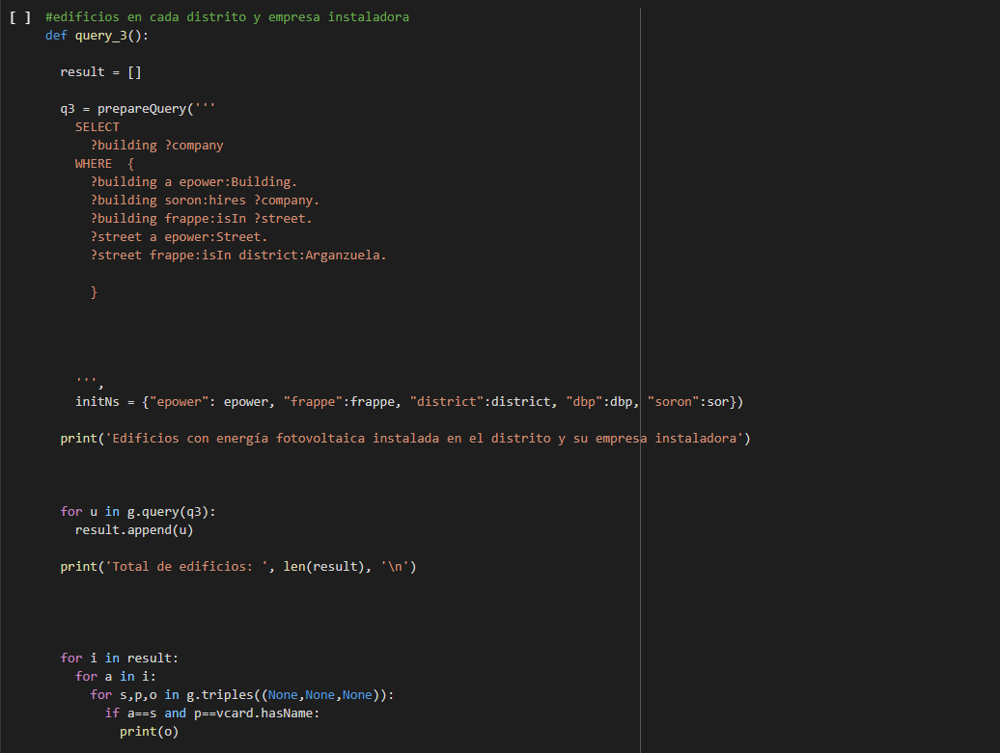 [ ] #edificios en cada distrito y empresa instaladora
def query_3():
result = []
q3 = prepareQuery('''
SELECT
?building ?company
WHERE {
?building a epower:Building.
?building soron:hires ?company.
?building frappe:isIn ?street.
?street a epower:Street.
?street frappe:isIn district:Arganzuela.
}
''',
initNs = {"epower": epower, "frappe":frappe, "district":district, "dbp":dbp, "soron":sor})
print('Edificios con energía fotovoltaica instalada en el distrito y su empresa instaladora')
for u in g.query(q3):
result.append(u)
print('Total de edificios: ', len(result), '\n')
for i in result:
for a in i:
for s,p,o in g.triples((None,None,None)):
if a==s and p==vcard.hasName:
print(o)